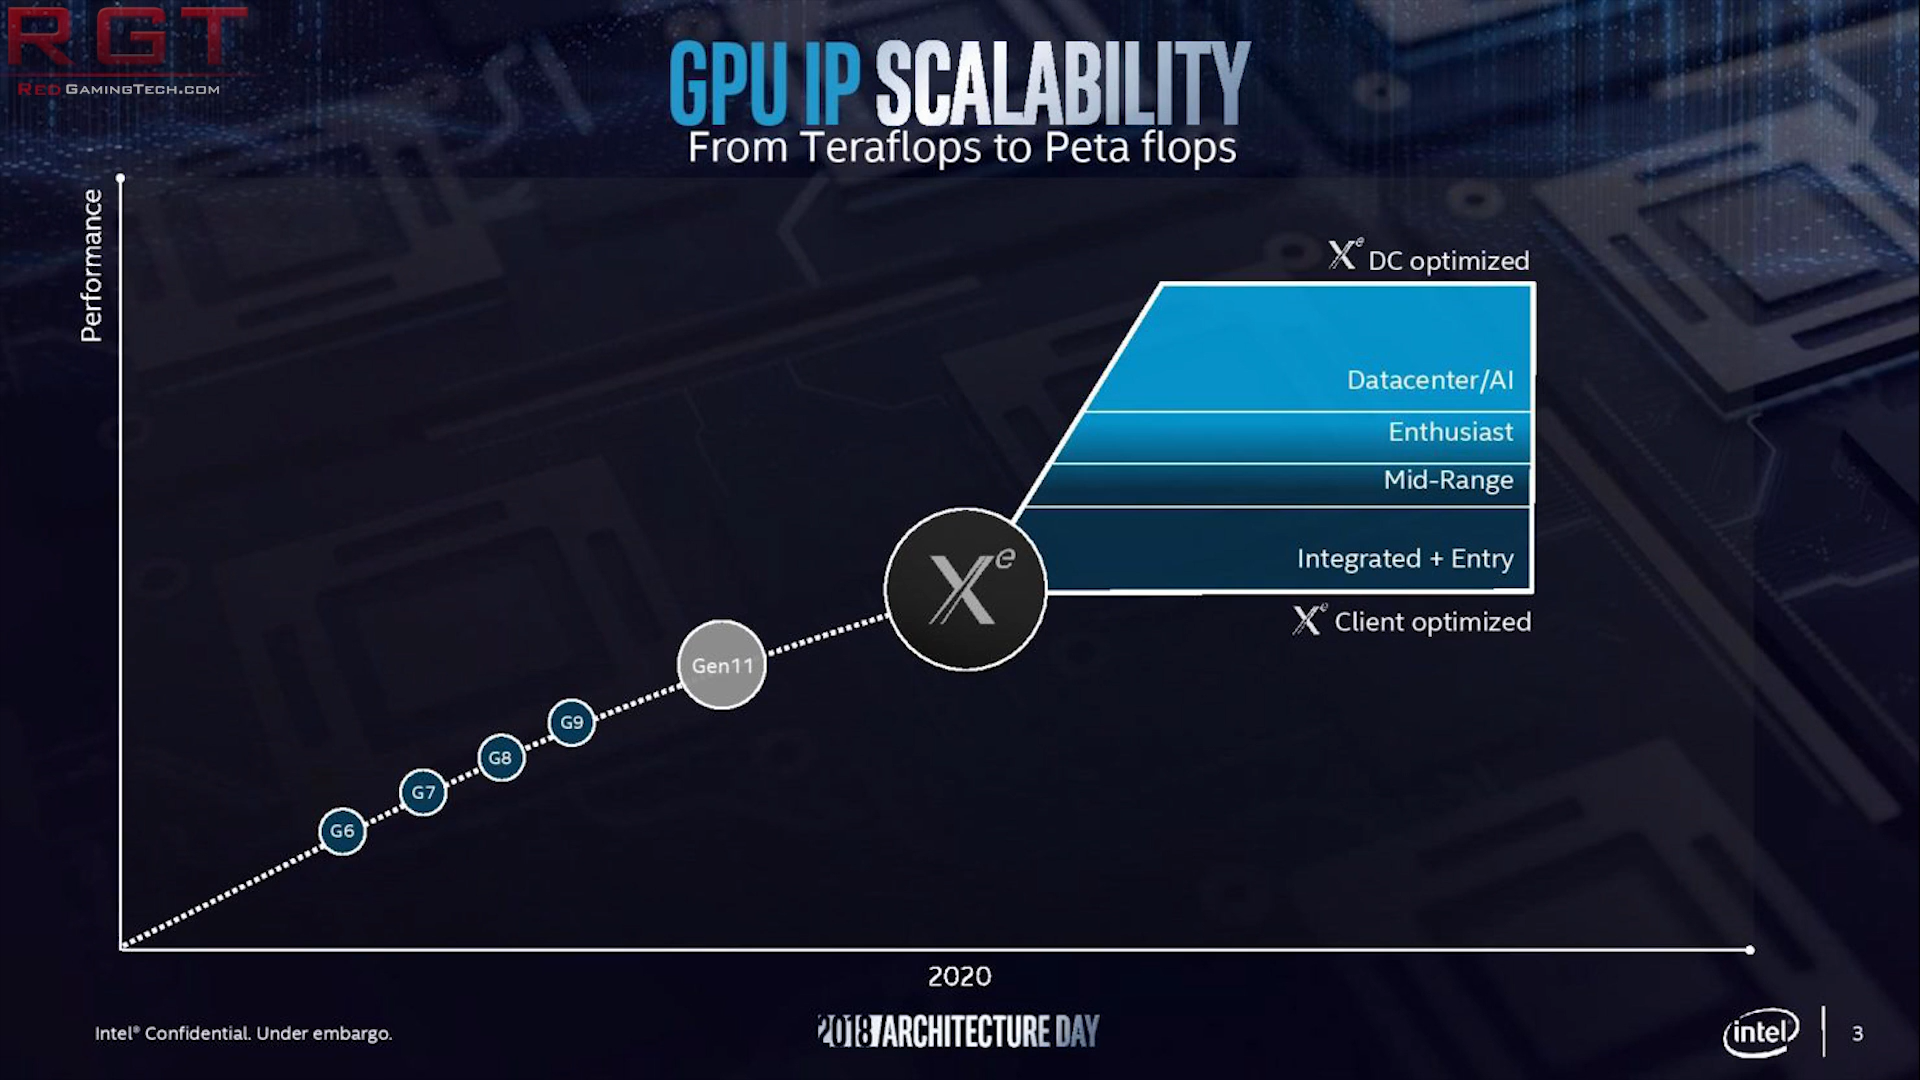 RGT
REDGAMINGTECH.COM
GPU IP SCALABILITY
From Teraflops to Peta flops
Performance
Xe DC optimized
Datacenter/AI
Enthusiast
Mid-Range
Integrated + Entry
Xe Client optimized
Xe
Gen11
G9
G8
G7
G6
2020
Intel® Confidential. Under embargo.
2018 ARCHITECTURE DAY
intel
3